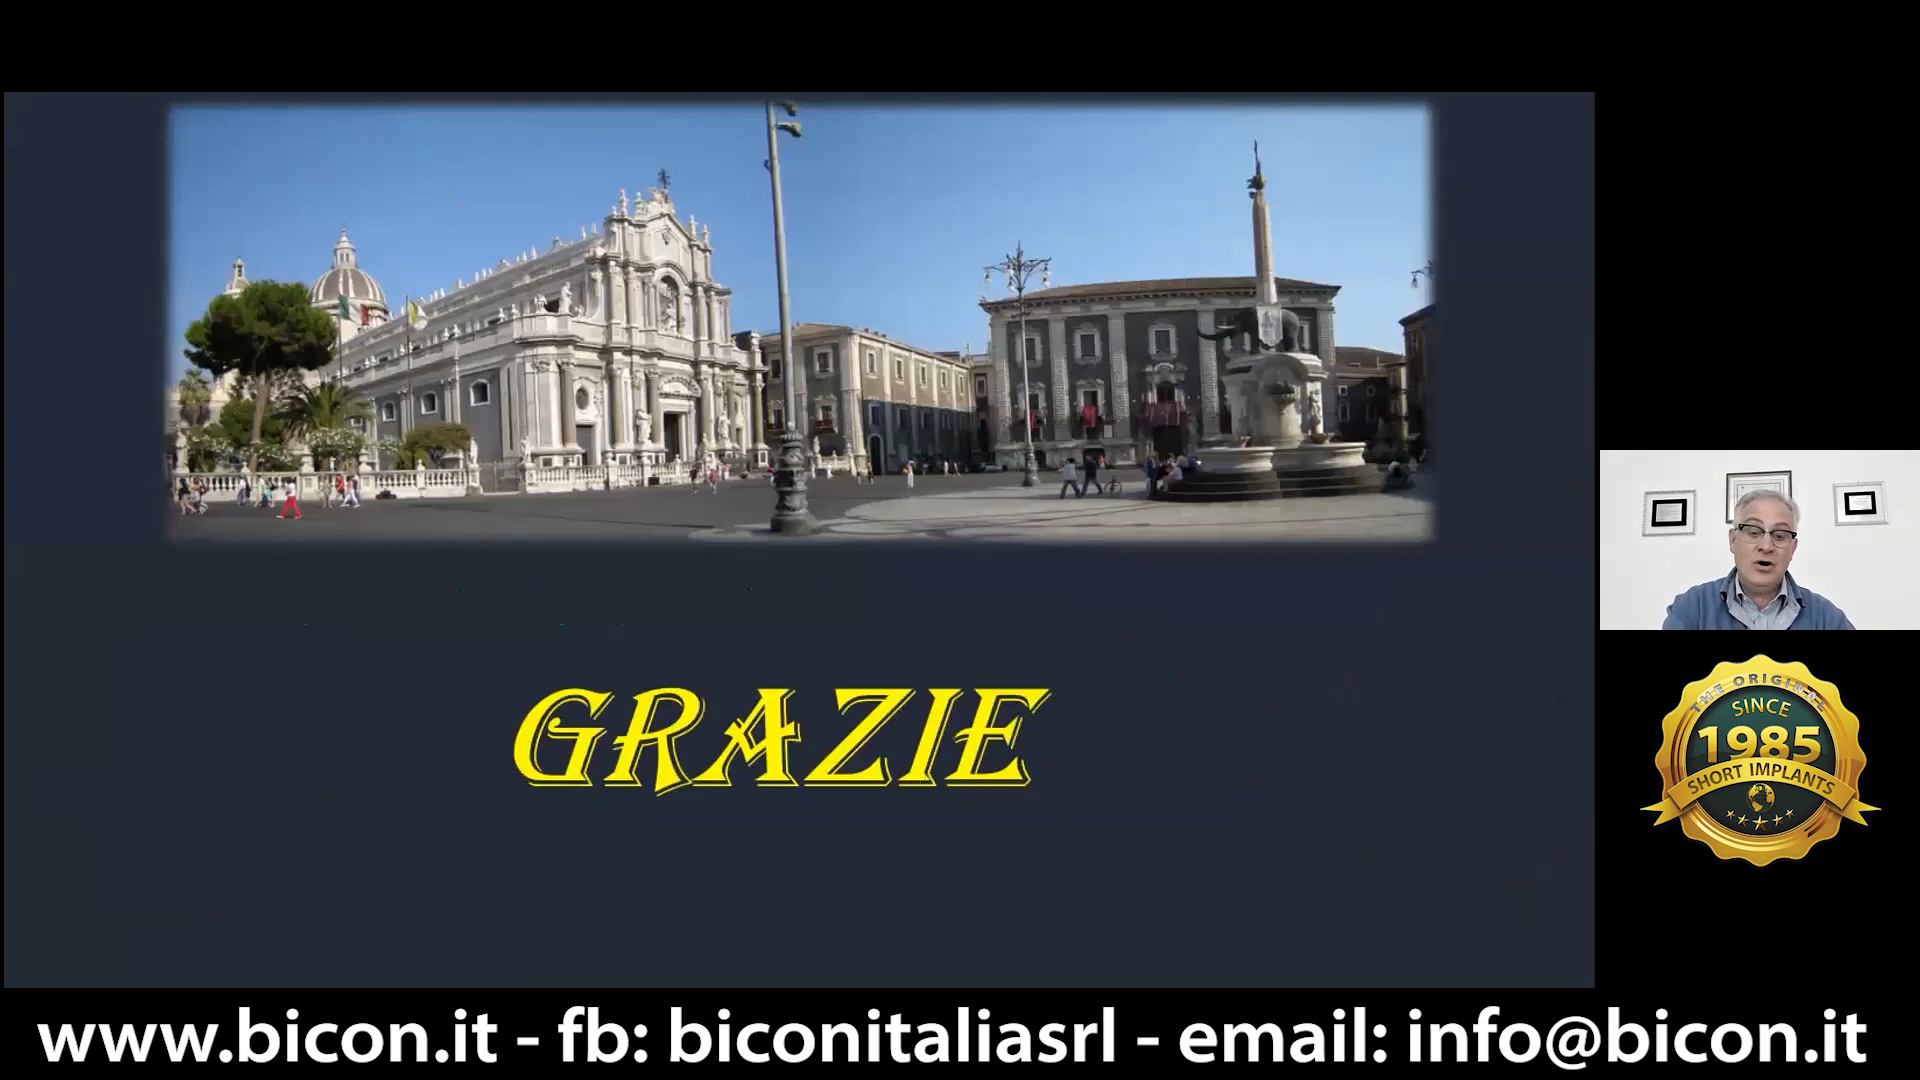 GRAZIE
THE ORIGINAL
SINCE
1985
SHORT IMPLANTS
www.bicon.it - fb: biconitaliasrl - email: info@bicon.it